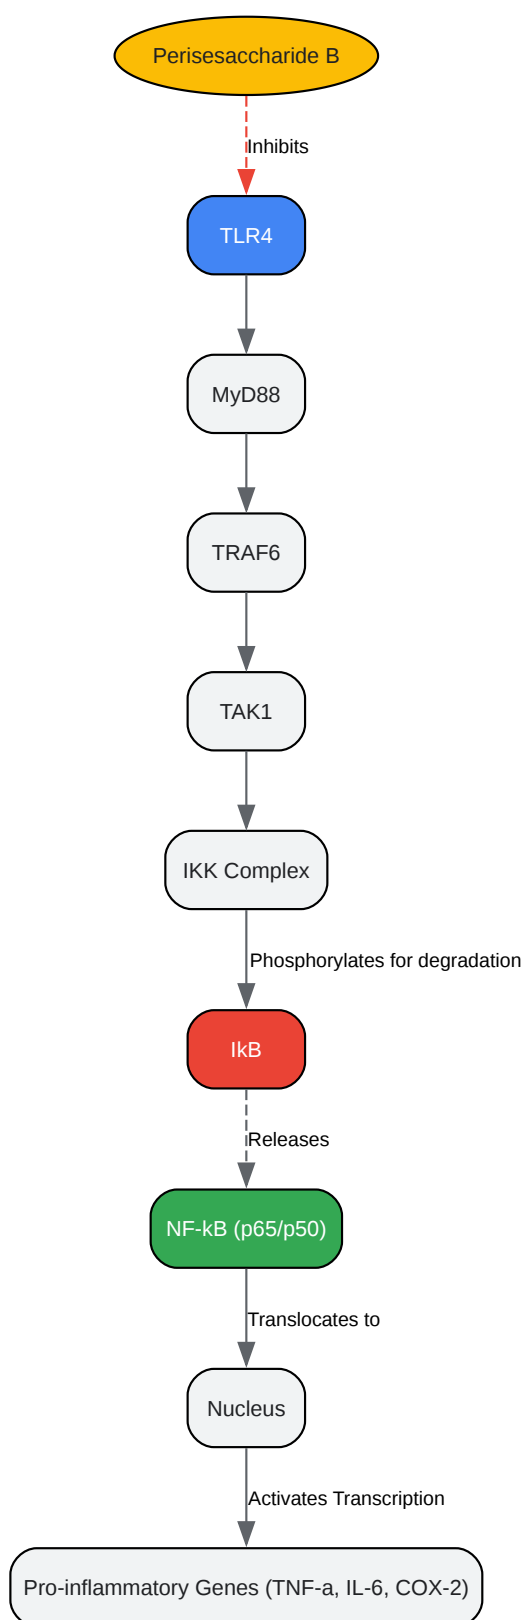 Perisesaccharide B
Inhibits
TLR4
MyD88
TRAF6
TAK1
IKK Complex
Phosphorylates for degradation
IkB
Releases
NF-kB (p65/p50)
Translocates to
Nucleus
Activates Transcription
Pro-inflammatory Genes (TNF-a, IL-6, COX-2)